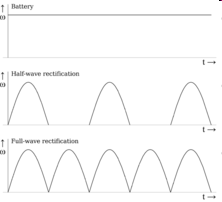 Battery
ω
t →
Half-wave rectification
ω
t →
Full-wave rectification
ω
t →